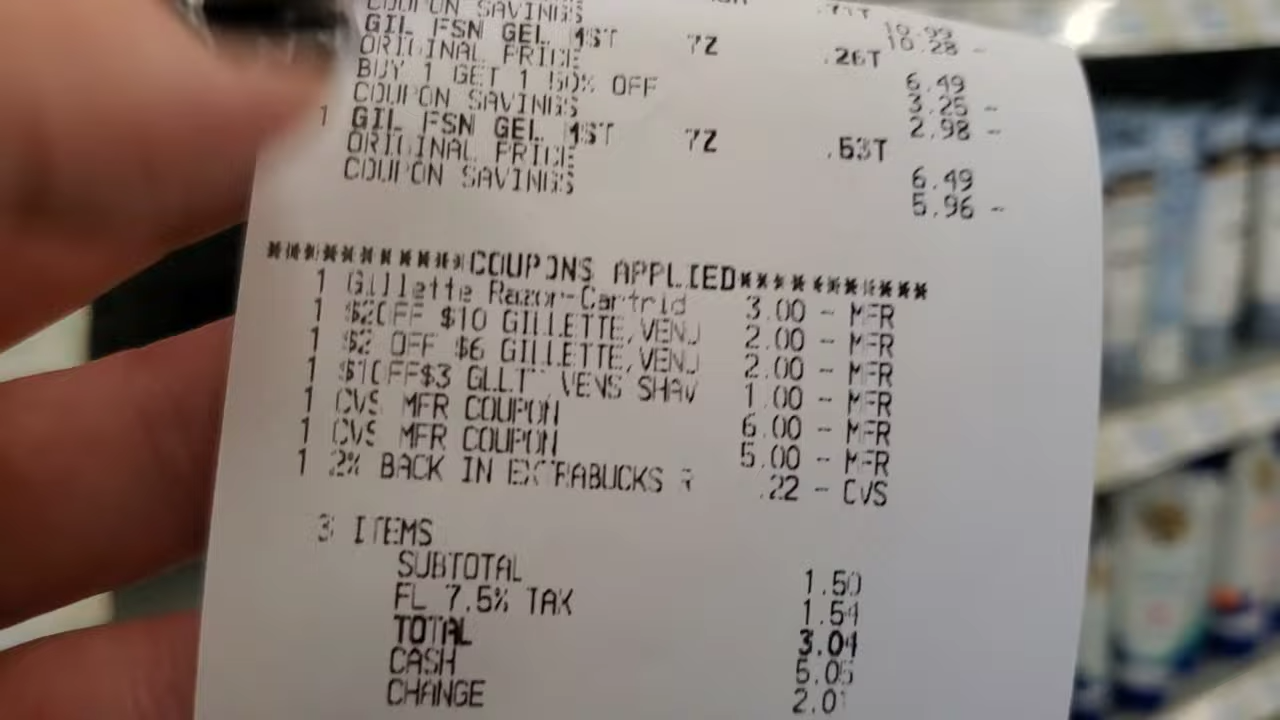 COUPON SAVINGS 10.28 -
GIL FSN GEL MST 7Z .26T
ORIGINAL PRICE 6.49
BUY 1 GET 1 50% OFF 3.25 -
COUPON SAVINGS 2.98 -
1 GIL FSN GEL MST 7Z .53T
ORIGINAL PRICE 6.49
COUPON SAVINGS 5.96 -
***********COUPONS APPLIED***********
1 Gillette Razor-Cartrid 3.00 - MFR
1 $2OFF $10 GILLETTE,VENU 2.00 - MFR
1 $2 OFF $6 GILLETTE,VENU 2.00 - MFR
1 $1OFF$3 GLLT VENS SHAV 1.00 - MFR
1 CVS MFR COUPON 6.00 - MFR
1 CVS MFR COUPON 5.00 - MFR
1 2% BACK IN EXTRABUCKS R .22 - CVS
3 ITEMS
SUBTOTAL 1.50
FL 7.5% TAX 1.54
TOTAL 3.04
CASH 5.05
CHANGE 2.01